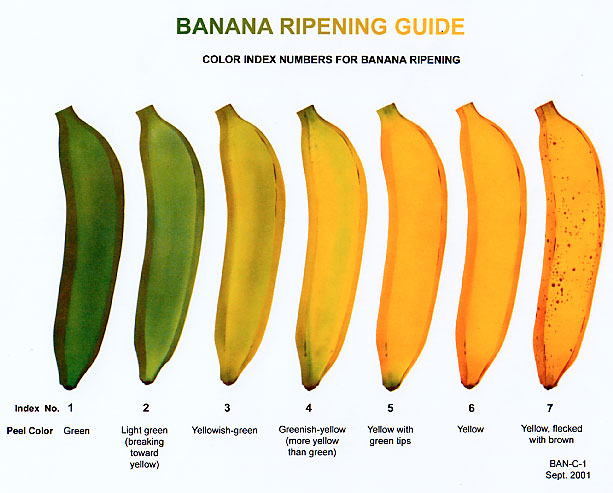 BANANA RIPENING GUIDE
COLOR INDEX NUMBERS FOR BANANA RIPENING
Index No. 1 2 3 4 5 6 7
Peel Color Green Light green Yellowish-green Greenish-yellow Yellow with Yellow Yellow, flecked
(breaking (more yellow green tips with brown
toward than green)
yellow)
BAN-C-1
Sept. 2001